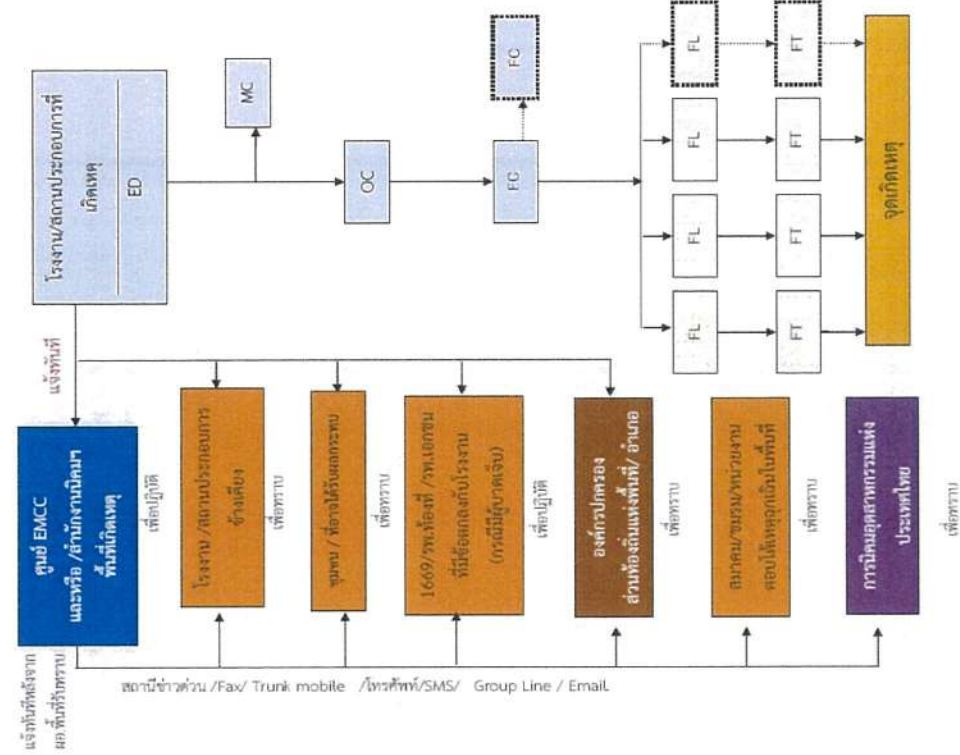 โรงงาน/สถานประกอบการที่
เกิดเหตุ
ED
MC
OC
FC
FC
FL
FL
FL
FL
FT
FT
FT
FT
จุดเกิดเหตุ
แจ้งทันที
ศูนย์ EMCC
และหรือ /สำนักงานนิคมฯ
พื้นที่เกิดเหตุ
เพื่อปฏิบัติ
โรงงาน /สถานประกอบการ
ข้างเคียง
เพื่อทราบ
ชุมชน / ที่อาจได้รับผลกระทบ
เพื่อทราบ
1669/รพ.ท้องที่ /รพ.เอกชน
ที่มีข้อตกลงกับโรงงาน
(กรณีมีผู้บาดเจ็บ)
เพื่อปฏิบัติ
องค์กรปกครอง
ส่วนท้องถิ่นแห่งพื้นที่/ อำเภอ
เพื่อทราบ
สมาคม/ชมรม/หน่วยงาน
ตอบโต้เหตุฉุกเฉินในพื้นที่
เพื่อทราบ
การนิคมอุตสาหกรรมแห่ง
ประเทศไทย
เพื่อทราบ
แจ้งทันทีหลังจาก
ผอ.พื้นที่รับทราบ
สถานีข่าวด่วน /Fax/ Trunk mobile /โทรศัพท์/SMS/ Group Line / Email